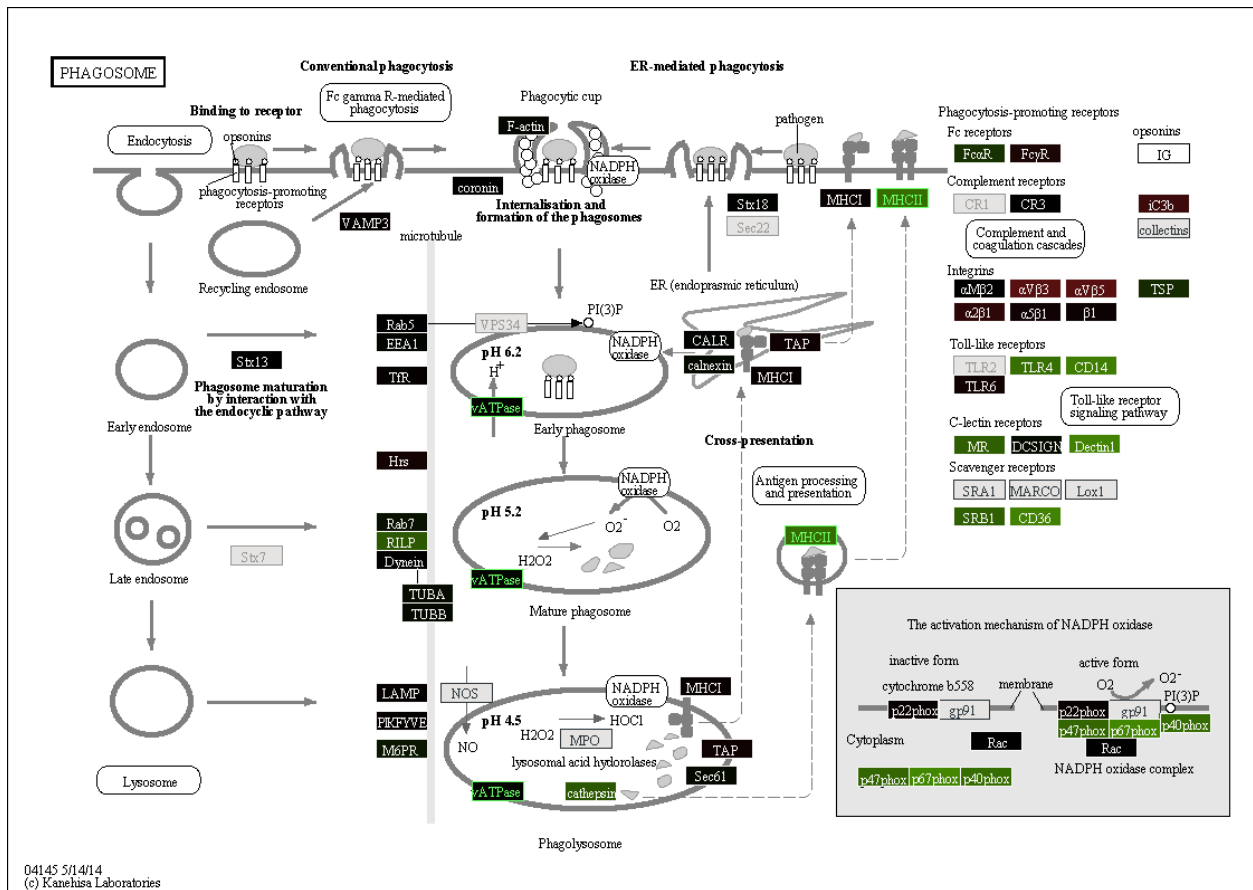 PHAGOSOME
Conventional phagocytosis
ER-mediated phagocytosis
Binding to receptor
Fc gamma R-mediated
phagocytosis
Phagocytic cup
Endocytosis
opsonins
F-actin
pathogen
NADPH
oxidase
phagocytosis-promoting
receptors
coronin
VAMP3
Internalisation and
formation of the phagosomes
Stx18
Sec22
MHCI
MHCII
microtubule
Recycling endosome
ER (endoprasmic reticulum)
Phagocytosis-promoting receptors
Fc receptors
opsonins
FcαR
FcγR
IG
Complement receptors
CR1
CR3
iC3b
Complement and
coagulation cascades
collectins
Integrins
αMβ2
αVβ3
αVβ5
TSP
α2β1
α5β1
β1
Toll-like receptors
TLR2
TLR4
CD14
TLR6
Toll-like receptor
signaling pathway
C-lectin receptors
MR
DCSIGN
Dectin1
Scavenger receptors
SRA1
MARCO
Lox1
SRB1
CD36
Rab5
VPS34
PI(3)P
EEA1
Stx13
TfR
pH 6.2
H+
NADPH
oxidase
CALR
calnexin
TAP
MHCI
Phagosome maturation
by interaction with
the endocyclic pathway
vATPase
Early endosome
Early phagosome
Cross-presentation
Hrs
NADPH
oxidase
Antigen processing
and presentation
pH 5.2
Rab7
RILP
Dynein
Stx7
O2-
O2
H2O2
MHCII
vATPase
Late endosome
TUBA
TUBB
Mature phagosome
LAMP
NOS
NADPH
oxidase
MHCI
PIKFYVE
pH 4.5
HOCl
M6PR
NO
H2O2
MPO
TAP
lysosomal acid hydorolases
Sec61
Lysosome
vATPase
cathepsin
Phagolysosome
The activation mechanism of NADPH oxidase
inactive form
active form
cytochrome b558
membrane
O2
O2-
PI(3)P
p22phox
gp91
p22phox
gp91
p47phox
p67phox
p40phox
Cytoplasm
Rac
Rac
NADPH oxidase complex
p47phox
p67phox
p40phox
04145 5/14/14
(c) Kanehisa Laboratories